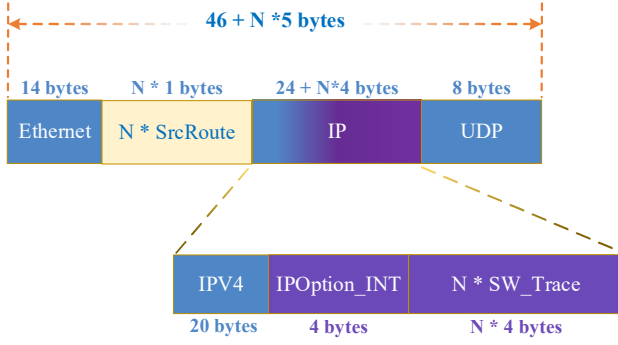 46 + N *5 bytes
14 bytes
N * 1 bytes
24 + N*4 bytes
8 bytes
Ethernet
N * SrcRoute
IP
UDP
IPV4
IPOption_INT
N * SW_Trace
20 bytes
4 bytes
N * 4 bytes